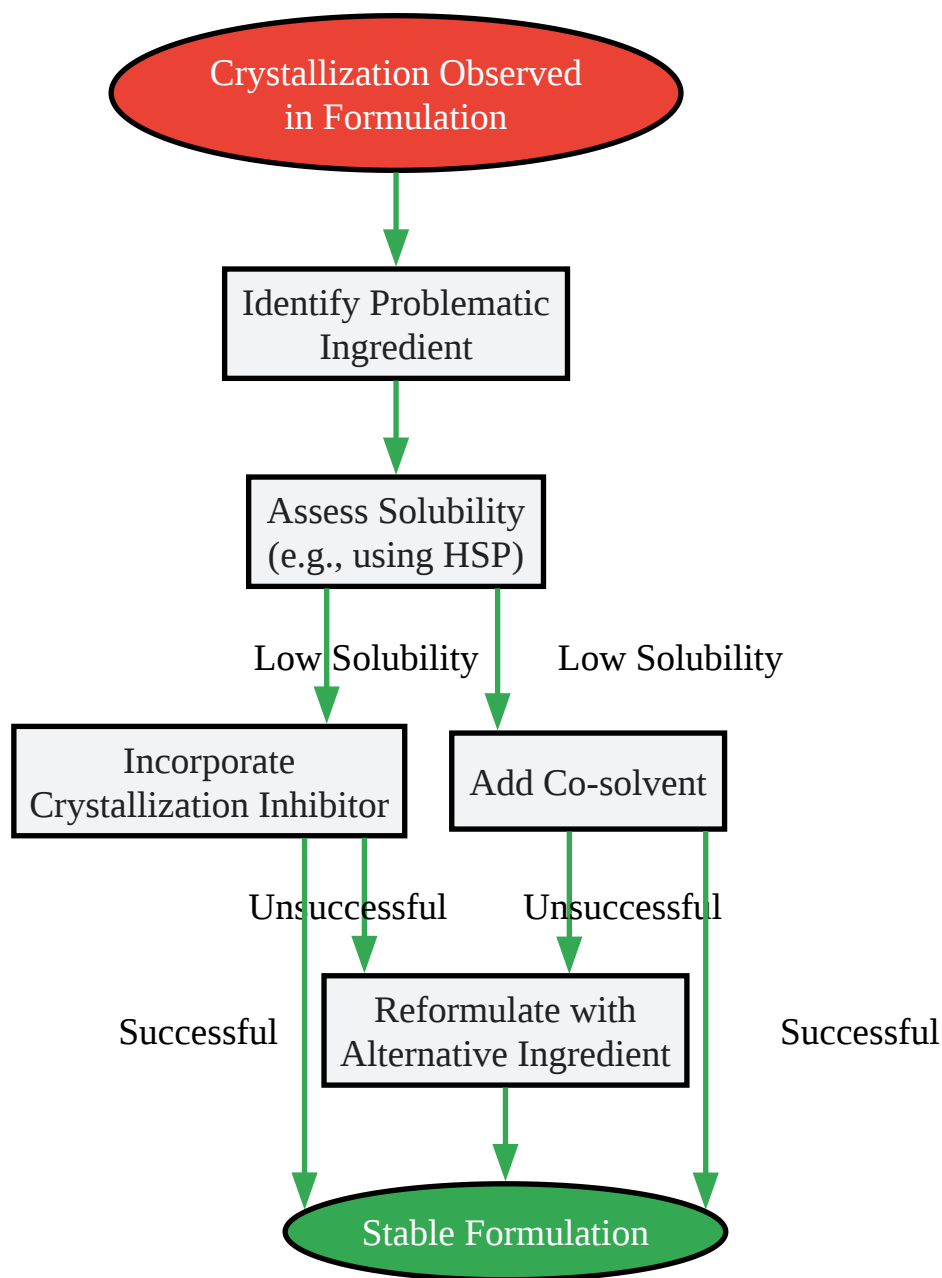 Crystallization Observed
in Formulation
Identify Problematic
Ingredient
Assess Solubility
(e.g., using HSP)
Low Solubility
Low Solubility
Incorporate
Crystallization Inhibitor
Add Co-solvent
Unsuccessful
Unsuccessful
Successful
Reformulate with
Alternative Ingredient
Successful
Stable Formulation